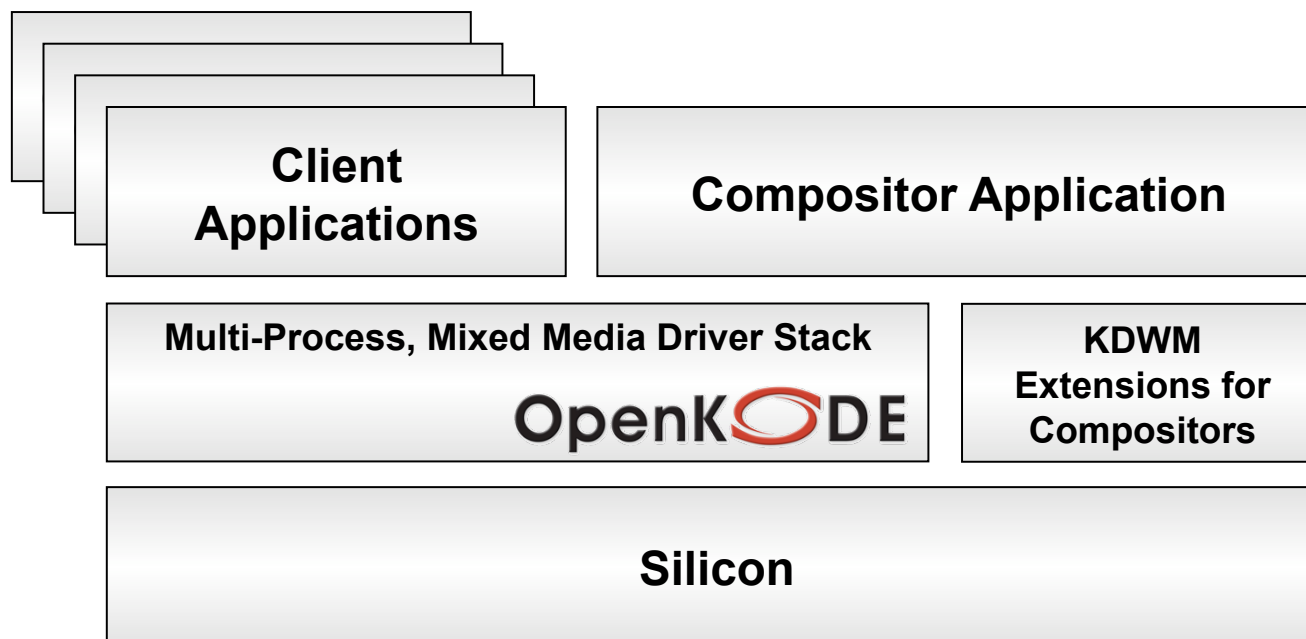 Client
Applications
Compositor Application
Multi-Process, Mixed Media Driver Stack
OpenKODE
KDWM
Extensions for
Compositors
Silicon